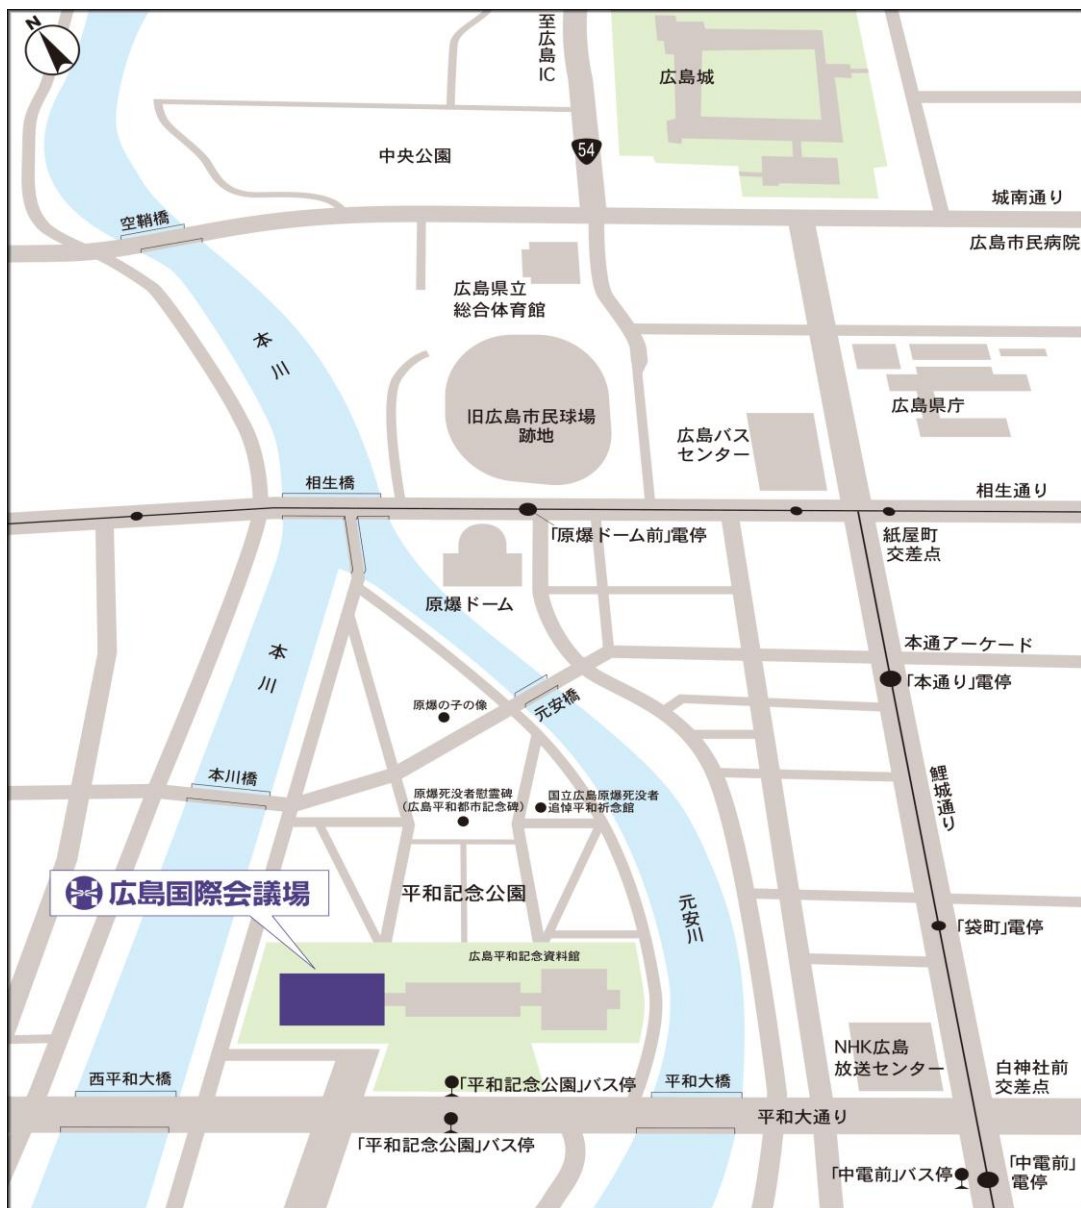 N
至広島IC
広島城
中央公園
54
城南通り
空鞘橋
広島市民病院
広島県立
総合体育館
本川
旧広島市民球場
跡地
広島バス
センター
広島県庁
相生橋
相生通り
「原爆ドーム前」電停
紙屋町
交差点
原爆ドーム
本通アーケード
本川
「本通り」電停
原爆の子の像
元安橋
本川橋
原爆死没者慰霊碑
(広島平和都市記念碑)
国立広島原爆死没者
追悼平和祈念館
鯉城通り
広島国際会議場
平和記念公園
元安川
「袋町」電停
広島平和記念資料館
NHK広島
放送センター
白神社前
交差点
西平和大橋
「平和記念公園」バス停
平和大橋
平和大通り
「平和記念公園」バス停
「中電前」バス停
「中電前」
電停